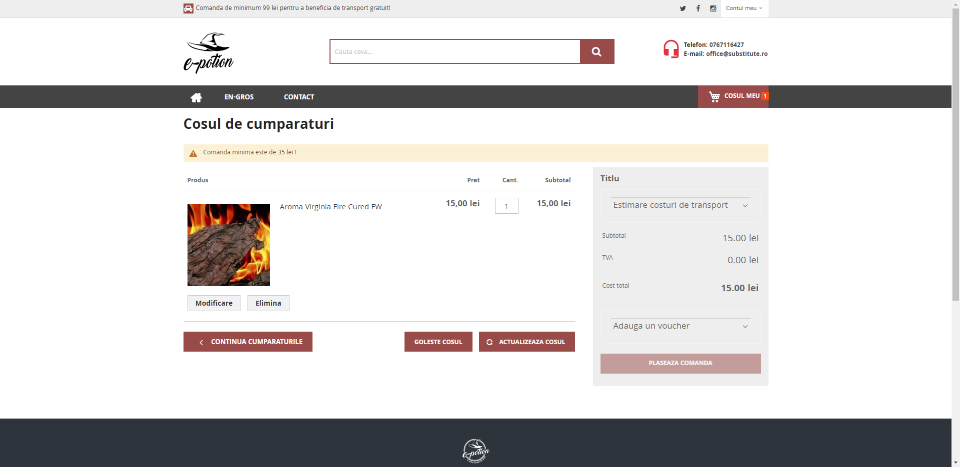 Comanda de minimum 99 lei pentru a beneficia de transport gratuit!
Contul meu
e-potion
Cauta ceva...
Telefon: 0767116427
E-mail: office@substitute.ro
EN-GROS
CONTACT
COSUL MEU 1
Cosul de cumparaturi
Comanda minima este de 35 lei !
Produs
Pret
Cant.
Subtotal
Aroma Virginia Fire Cured FW
15,00 lei
1
15,00 lei
Modificare
Elimina
CONTINUA CUMPARATURILE
GOLESTE COSUL
ACTUALIZEAZA COSUL
Titlu
Estimare costuri de transport
Subtotal
15.00 lei
TVA
0.00 lei
Cost total
15.00 lei
Adauga un voucher
PLASEAZA COMANDA
e-potion